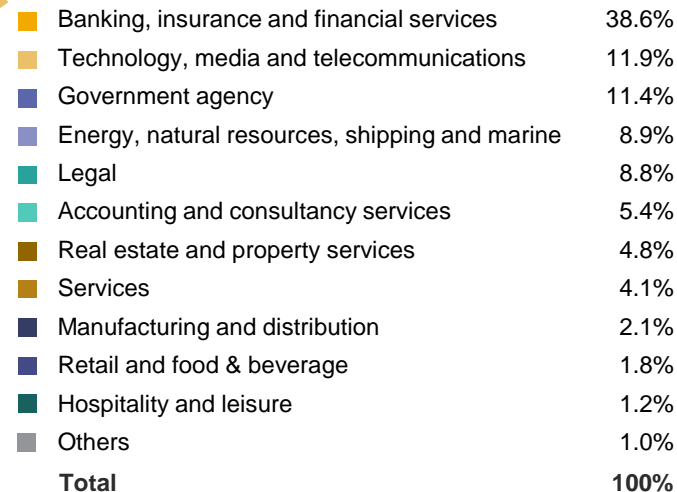 Banking, insurance and financial services 38.6%
Technology, media and telecommunications 11.9%
Government agency 11.4%
Energy, natural resources, shipping and marine 8.9%
Legal 8.8%
Accounting and consultancy services 5.4%
Real estate and property services 4.8%
Services 4.1%
Manufacturing and distribution 2.1%
Retail and food & beverage 1.8%
Hospitality and leisure 1.2%
Others 1.0%
Total 100%